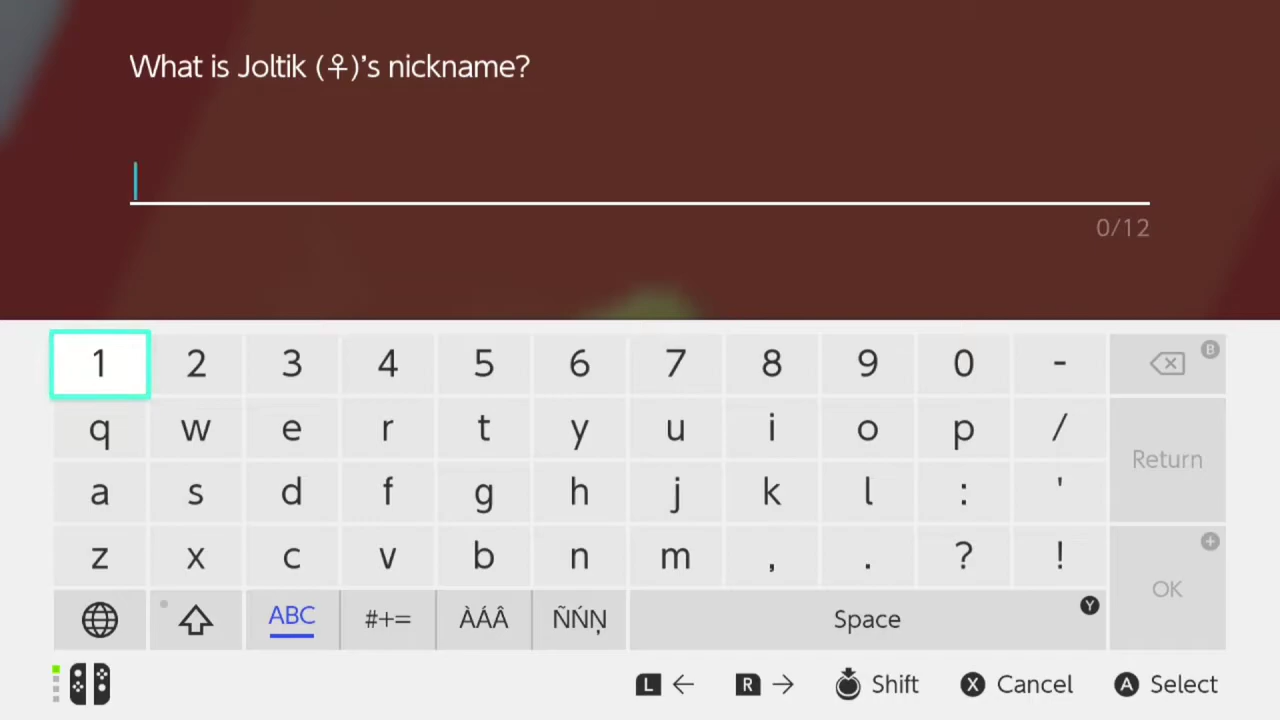 What is Joltik (♀)'s nickname?
0/12
1 2 3 4 5 6 7 8 9 0 - B
q w e r t y u i o p / Return
a s d f g h j k l : '
z x c v b n m , . ? ! +
ABC #+= ÀÁÂ ÑŃŅ Space Y OK
L ← R → Shift X Cancel A Select